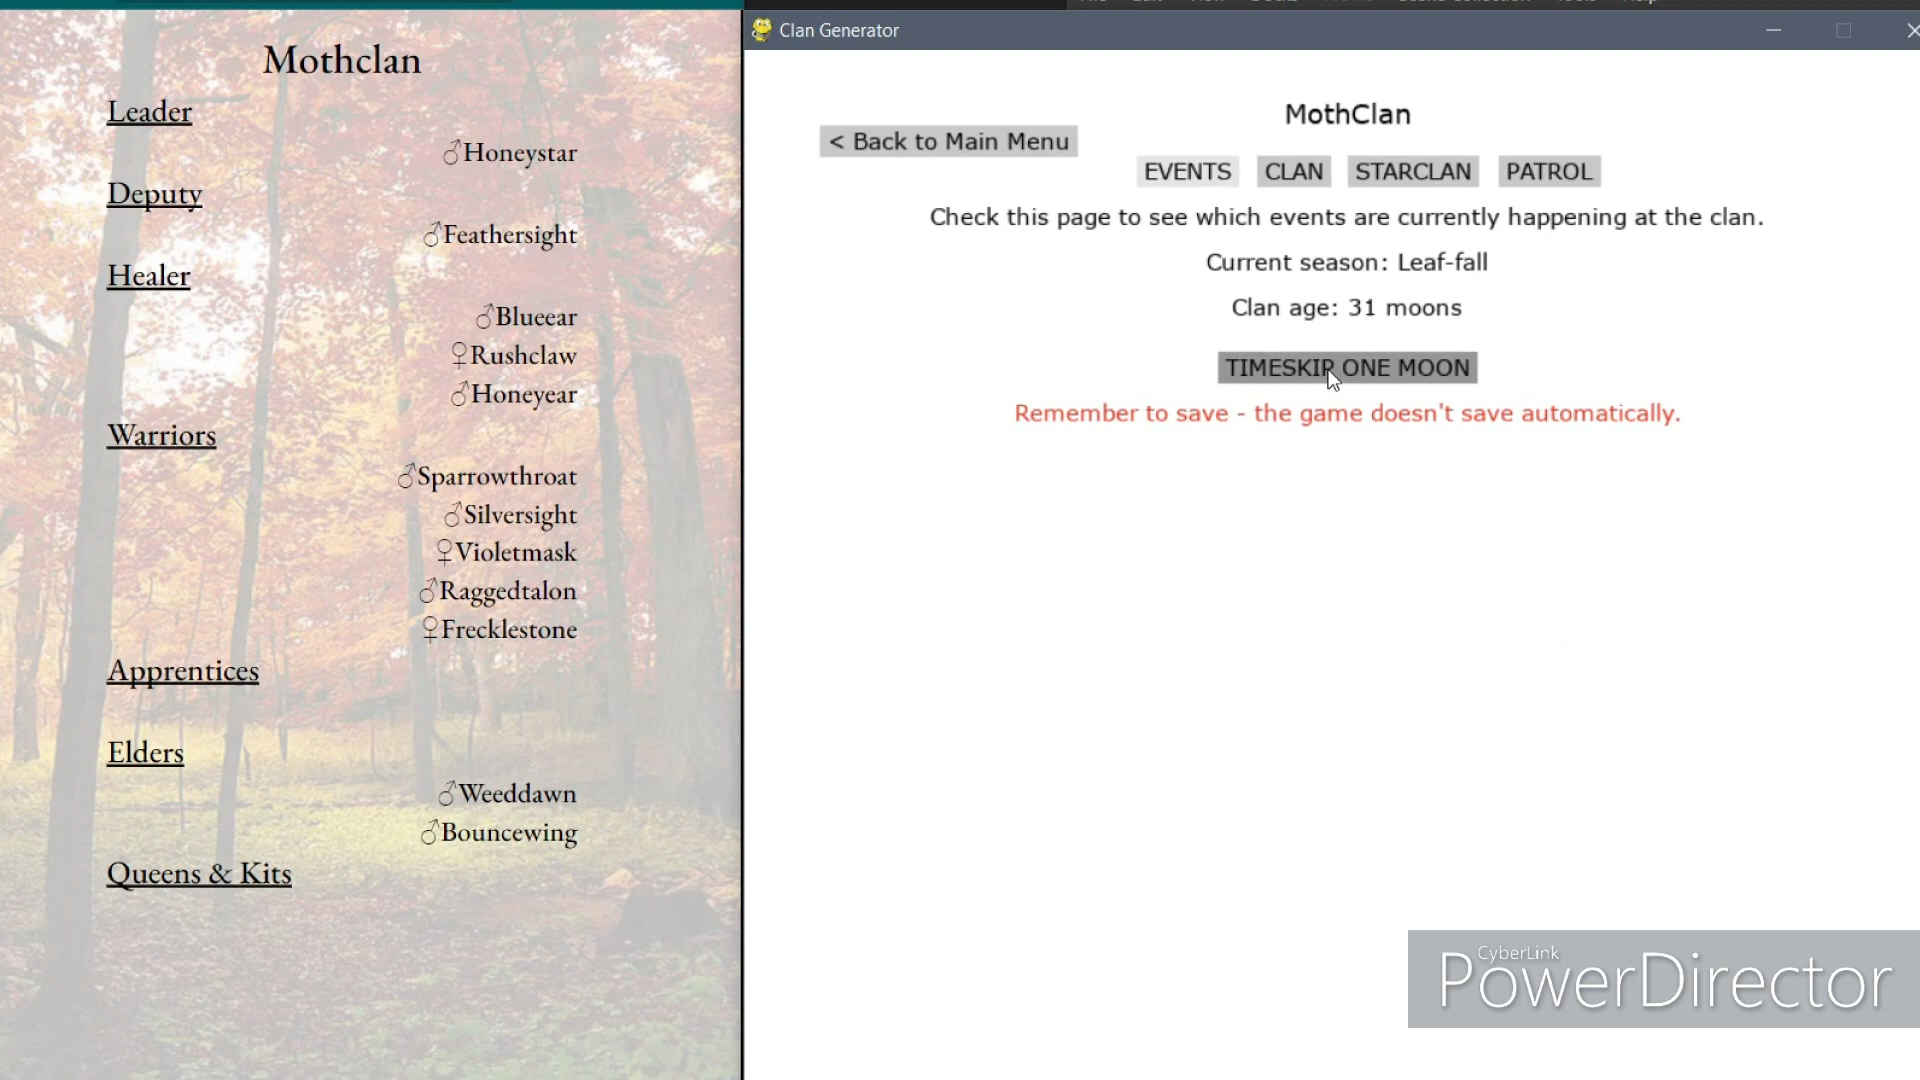 Mothclan
Leader
♂Honeystar
Deputy
♂Feathersight
Healer
♂Blueear
♀Rushclaw
♂Honeyear
Warriors
♂Sparrowthroat
♂Silversight
♀Violetmask
♂Raggedtalon
♀Frecklestone
Apprentices
Elders
♂Weeddawn
♂Bouncewing
Queens & Kits
Clan Generator
MothClan
< Back to Main Menu
EVENTS CLAN STARCLAN PATROL
Check this page to see which events are currently happening at the clan.
Current season: Leaf-fall
Clan age: 31 moons
TIMESKIP ONE MOON
Remember to save - the game doesn't save automatically.
CyberLink
PowerDirector